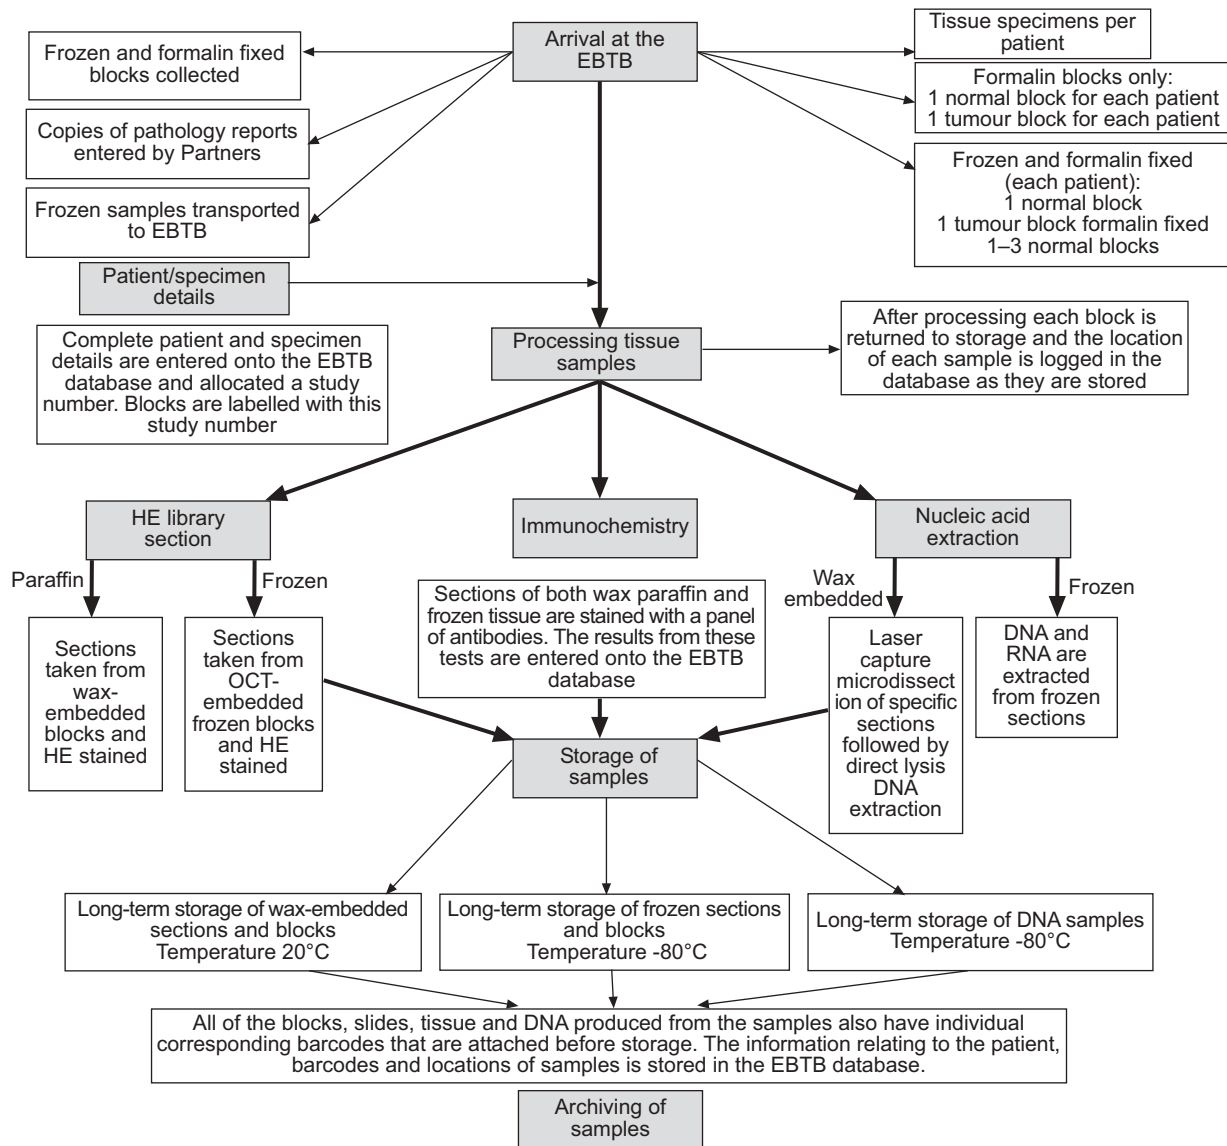 Arrival at the
EBTB
Frozen and formalin fixed
blocks collected
Copies of pathology reports
entered by Partners
Frozen samples transported
to EBTB
Tissue specimens per
patient
Formalin blocks only:
1 normal block for each patient
1 tumour block for each patient
Frozen and formalin fixed
(each patient):
1 normal block
1 tumour block formalin fixed
1–3 normal blocks
Patient/specimen
details
Complete patient and specimen
details are entered onto the EBTB
database and allocated a study
number. Blocks are labelled with this
study number
Processing tissue
samples
After processing each block is
returned to storage and the location
of each sample is logged in the
database as they are stored
HE library
section
Immunochemistry
Nucleic acid
extraction
Paraffin
Frozen
Wax
embedded
Frozen
Sections
taken from
wax-
embedded
blocks and
HE stained
Sections
taken from
OCT-
embedded
frozen blocks
and HE
stained
Sections of both wax paraffin and
frozen tissue are stained with a panel
of antibodies. The results from these
tests are entered onto the EBTB
database
Laser
capture
microdissect
ion of specific
sections
followed by
direct lysis
DNA
extraction
DNA and
RNA are
extracted
from frozen
sections
Storage of
samples
Long-term storage of wax-embedded
sections and blocks
Temperature 20°C
Long-term storage of frozen sections
and blocks
Temperature -80°C
Long-term storage of DNA samples
Temperature -80°C
All of the blocks, slides, tissue and DNA produced from the samples also have individual
corresponding barcodes that are attached before storage. The information relating to the patient,
barcodes and locations of samples is stored in the EBTB database.
Archiving of
samples